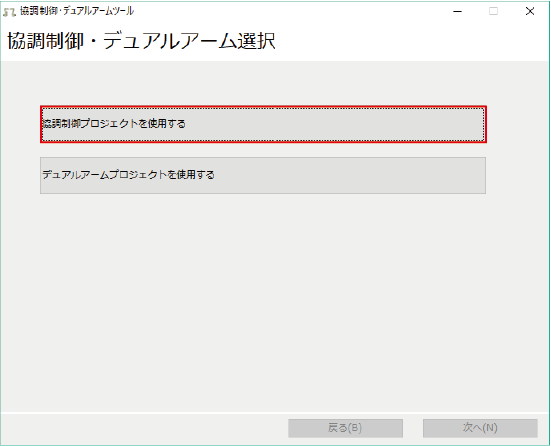 協調制御・デュアルアームツール
協調制御・デュアルアーム選択
協調制御プロジェクトを使用する
デュアルアームプロジェクトを使用する
戻る(B)
次へ(N)